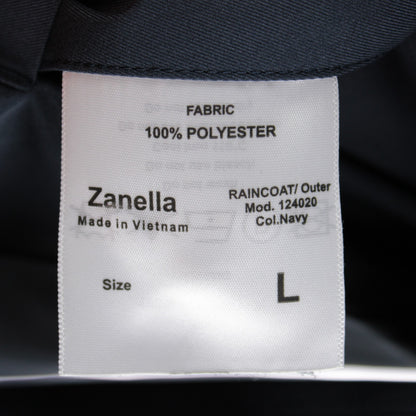 FABRIC
100% POLYESTER
Zanella
Made in Vietnam
RAINCOAT/ Outer
Mod. 124020
Col.Navy
Size
L